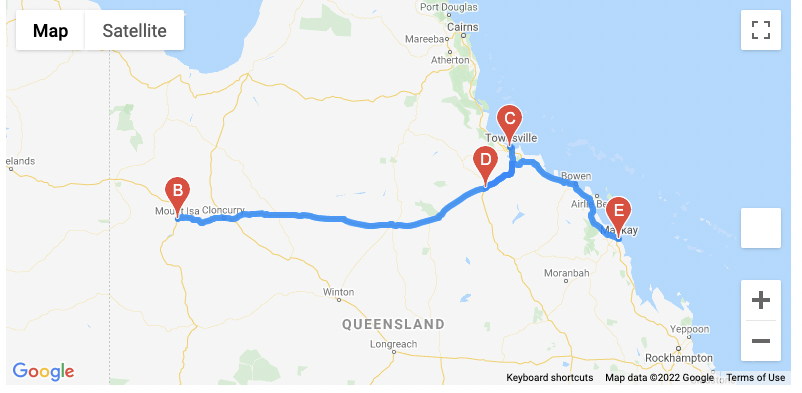 Map
Satellite
Port Douglas
Cairns
Mareeba
Atherton
C
Townsville
D
Bowen
elands
B
Mount Isa
Cloncurry
Airlie Be
E
Mackay
Moranbah
Winton
QUEENSLAND
Longreach
Yeppoon
Rockhampton
Google
Keyboard shortcuts
Map data ©2022 Google
Terms of Use